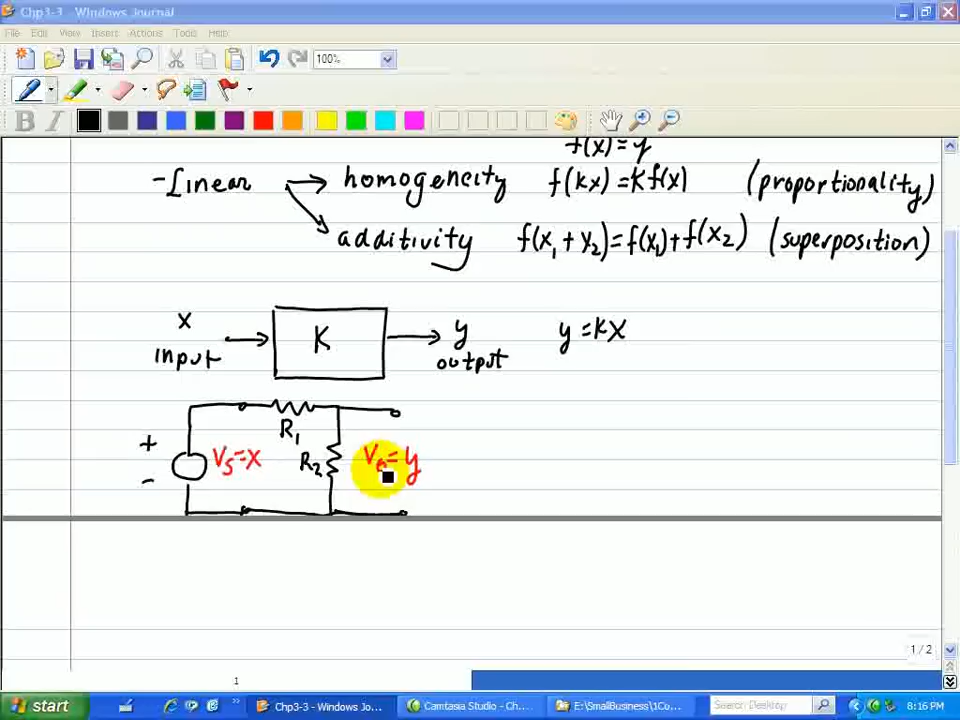 Chp3-3 - Windows Journal
File Edit View Insert Actions Tools Help
100%
B I
f(x)=y
-Linear homogencity f(kx)=Kf(x) (proportionality)
additivity f(x1+x2)=f(x1)+f(x2) (superposition)
x input K y output y=KX
R1
+ Vs=x R2 Vo=y
-
1/2
1
start Chp3-3 - Windows Jou... Camtasia Studio - Ch... E:\SmallBusiness\1Co... Search Desktop 8:16 PM